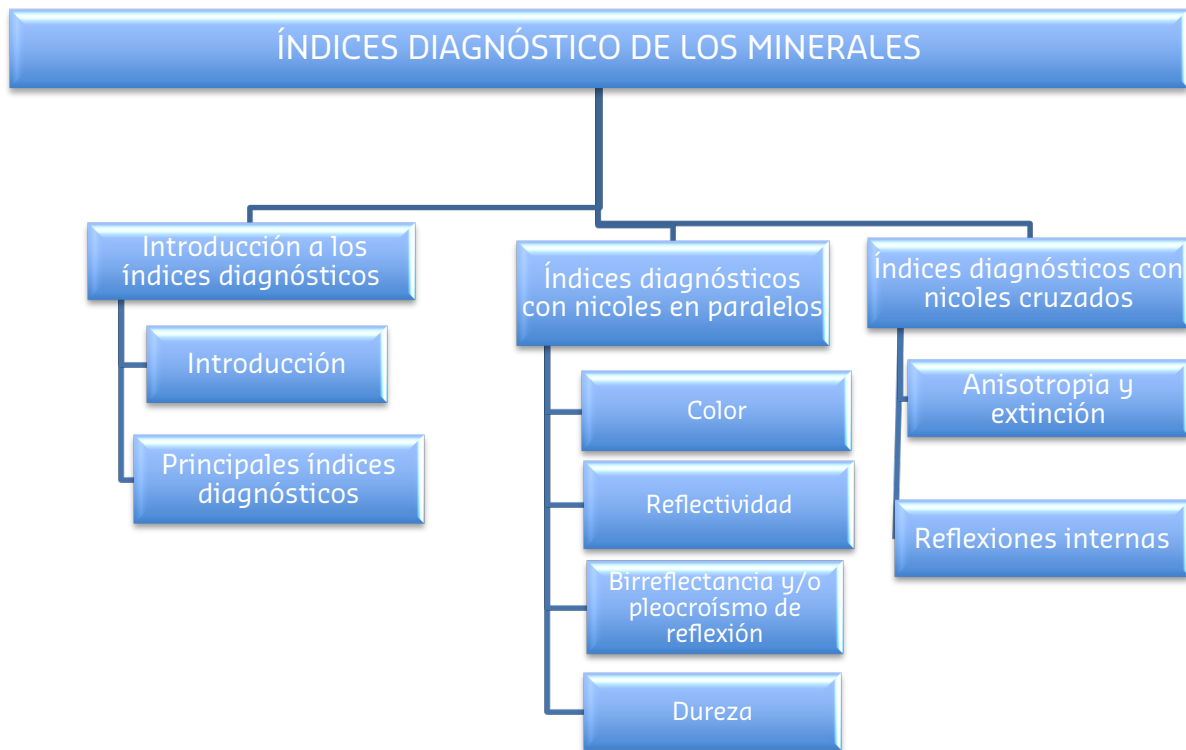 ÍNDICES DIAGNÓSTICO DE LOS MINERALES
Introducción a los
índices diagnósticos
Introducción
Principales índices
diagnósticos
Índices diagnósticos
con nicoles en paralelos
Color
Reflectividad
Birreflectancia y/o
pleocroísmo de
reflexión
Dureza
Índices diagnósticos con
nicoles cruzados
Anisotropia y
extinción
Reflexiones internas